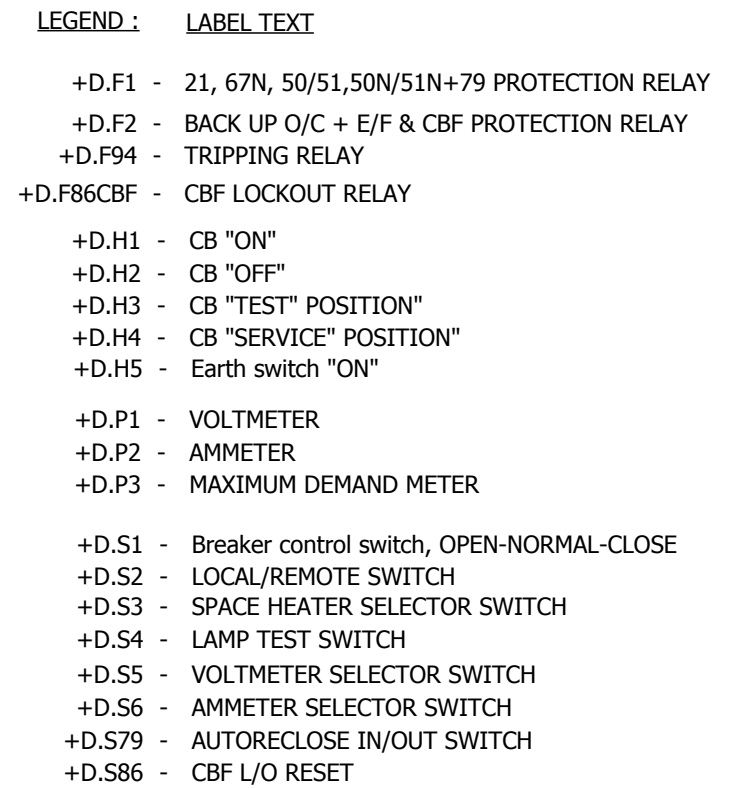 LEGEND : LABEL TEXT
+D.F1 - 21, 67N, 50/51,50N/51N+79 PROTECTION RELAY
+D.F2 - BACK UP O/C + E/F & CBF PROTECTION RELAY
+D.F94 - TRIPPING RELAY
+D.F86CBF - CBF LOCKOUT RELAY
+D.H1 - CB "ON"
+D.H2 - CB "OFF"
+D.H3 - CB "TEST" POSITION"
+D.H4 - CB "SERVICE" POSITION"
+D.H5 - Earth switch "ON"
+D.P1 - VOLTMETER
+D.P2 - AMMETER
+D.P3 - MAXIMUM DEMAND METER
+D.S1 - Breaker control switch, OPEN-NORMAL-CLOSE
+D.S2 - LOCAL/REMOTE SWITCH
+D.S3 - SPACE HEATER SELECTOR SWITCH
+D.S4 - LAMP TEST SWITCH
+D.S5 - VOLTMETER SELECTOR SWITCH
+D.S6 - AMMETER SELECTOR SWITCH
+D.S79 - AUTORECLOSE IN/OUT SWITCH
+D.S86 - CBF L/O RESET